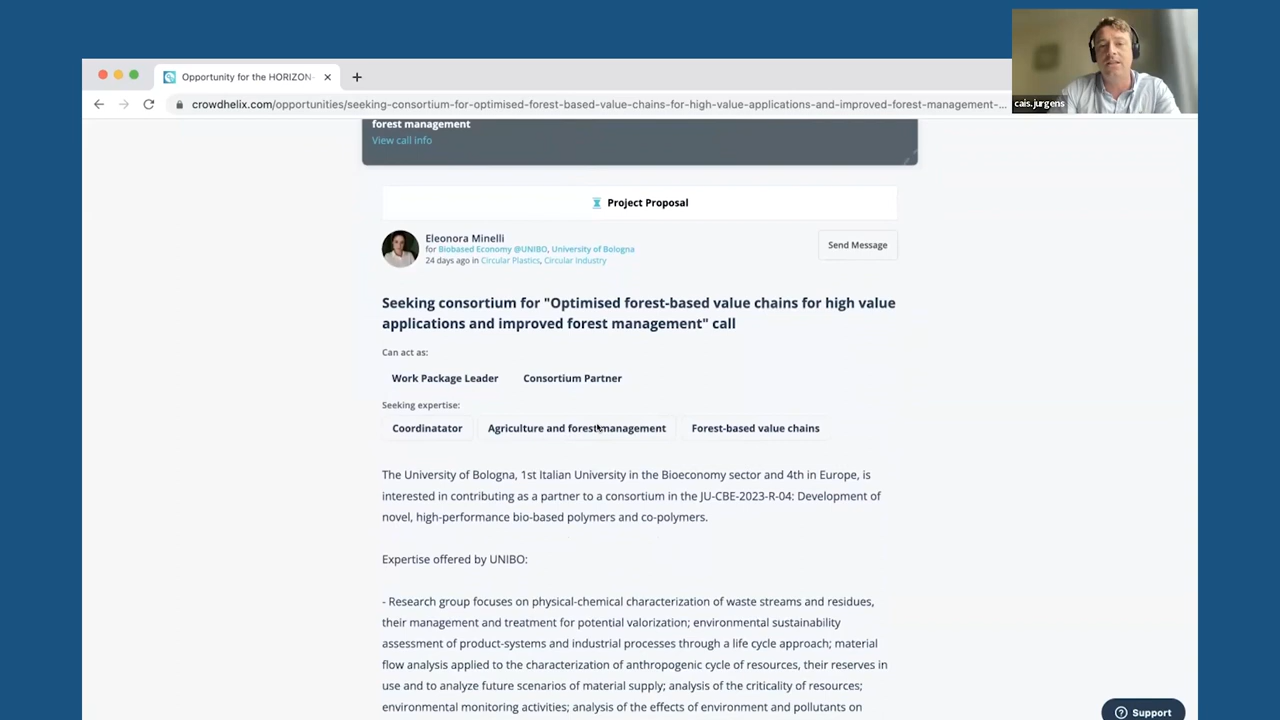 Opportunity for the HORIZON-
crowdhelix.com/opportunities/seeking-consortium-for-optimised-forest-based-value-chains-for-high-value-applications-and-improved-forest-management-...
cais.jurgens
forest management
View call info
Project Proposal
Eleonora Minelli
for Biobased Economy @UNIBO, University of Bologna
24 days ago in Circular Plastics, Circular Industry
Send Message
Seeking consortium for "Optimised forest-based value chains for high value
applications and improved forest management" call
Can act as:
Work Package Leader Consortium Partner
Seeking expertise:
Coordinatator Agriculture and forest management Forest-based value chains
The University of Bologna, 1st Italian University in the Bioeconomy sector and 4th in Europe, is
interested in contributing as a partner to a consortium in the JU-CBE-2023-R-04: Development of
novel, high-performance bio-based polymers and co-polymers.
Expertise offered by UNIBO:
- Research group focuses on physical-chemical characterization of waste streams and residues,
their management and treatment for potential valorization; environmental sustainability
assessment of product-systems and industrial processes through a life cycle approach; material
flow analysis applied to the characterization of anthropogenic cycle of resources, their reserves in
use and to analyze future scenarios of material supply; analysis of the criticality of resources;
environmental monitoring activities; analysis of the effects of environment and pollutants on
Support